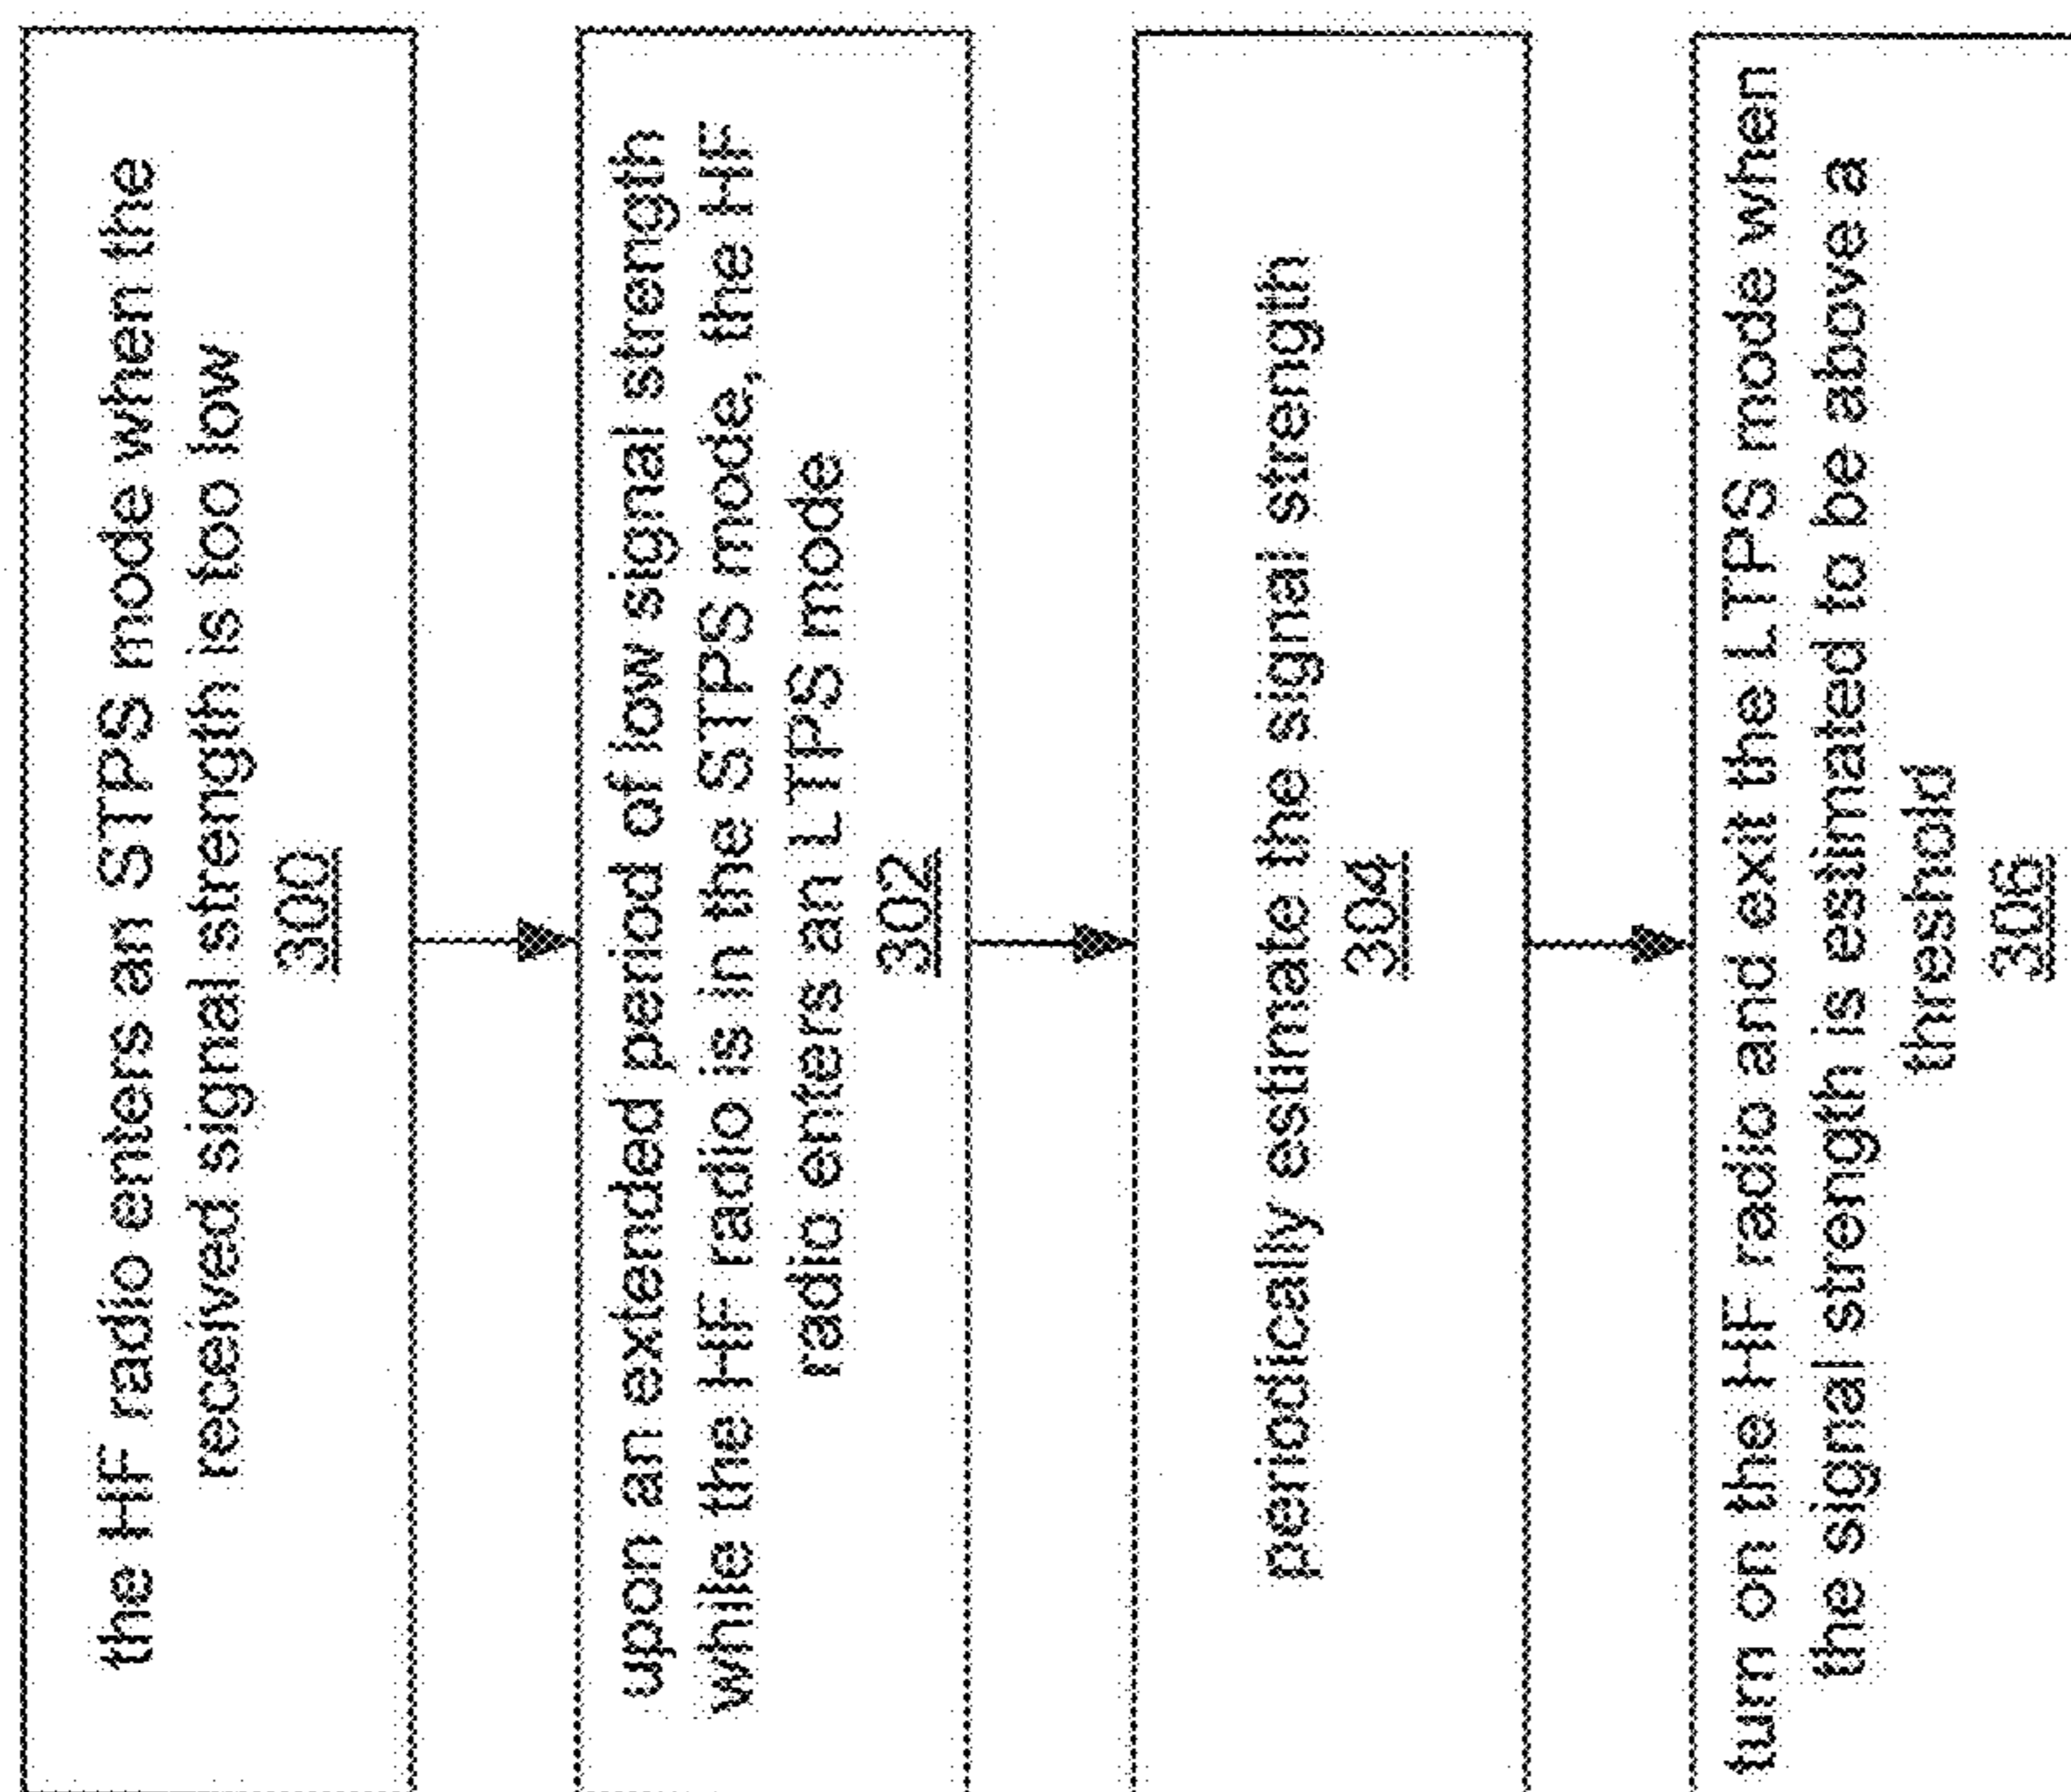 the HF radio enters an STPS mode when the
received signal strength is too low
300
upon an extended period of low signal strength
while the HF radio is in the STPS mode, the HF
radio enters an LTPS mode
302
periodically estimate the signal strength
304
turn on the HF radio and exit the LTPS mode when
the signal strength is estimated to be above a
threshold
306